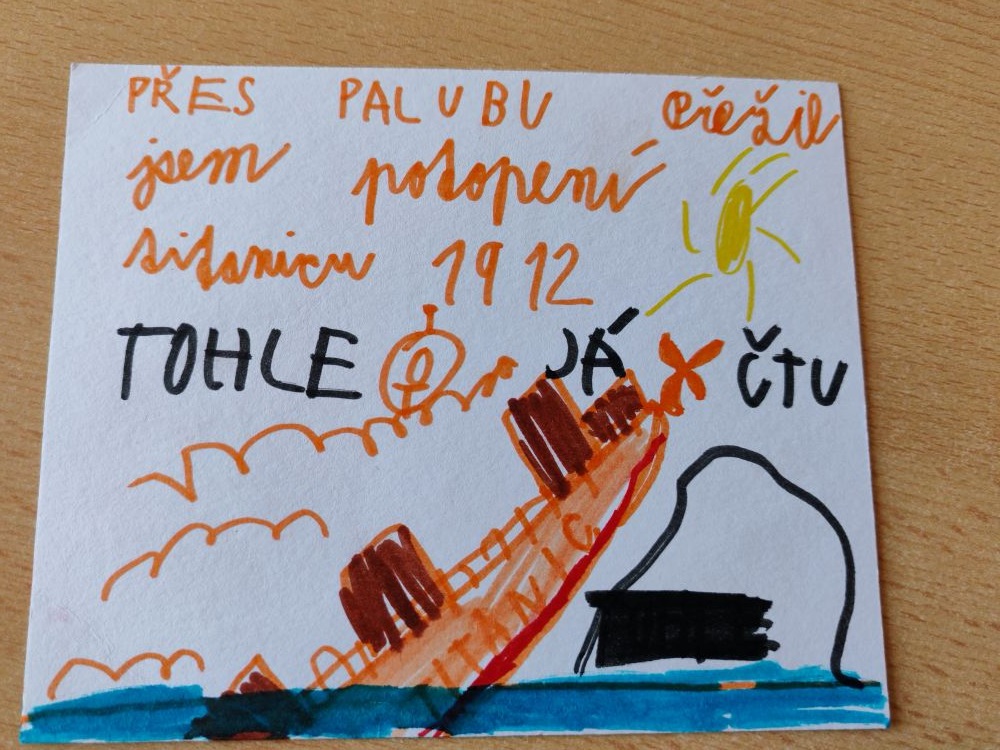 PŘES PALUBU Přežil
jsem potopení
titanicu 1912
TOHLE JÁ ČTU
TITANIC